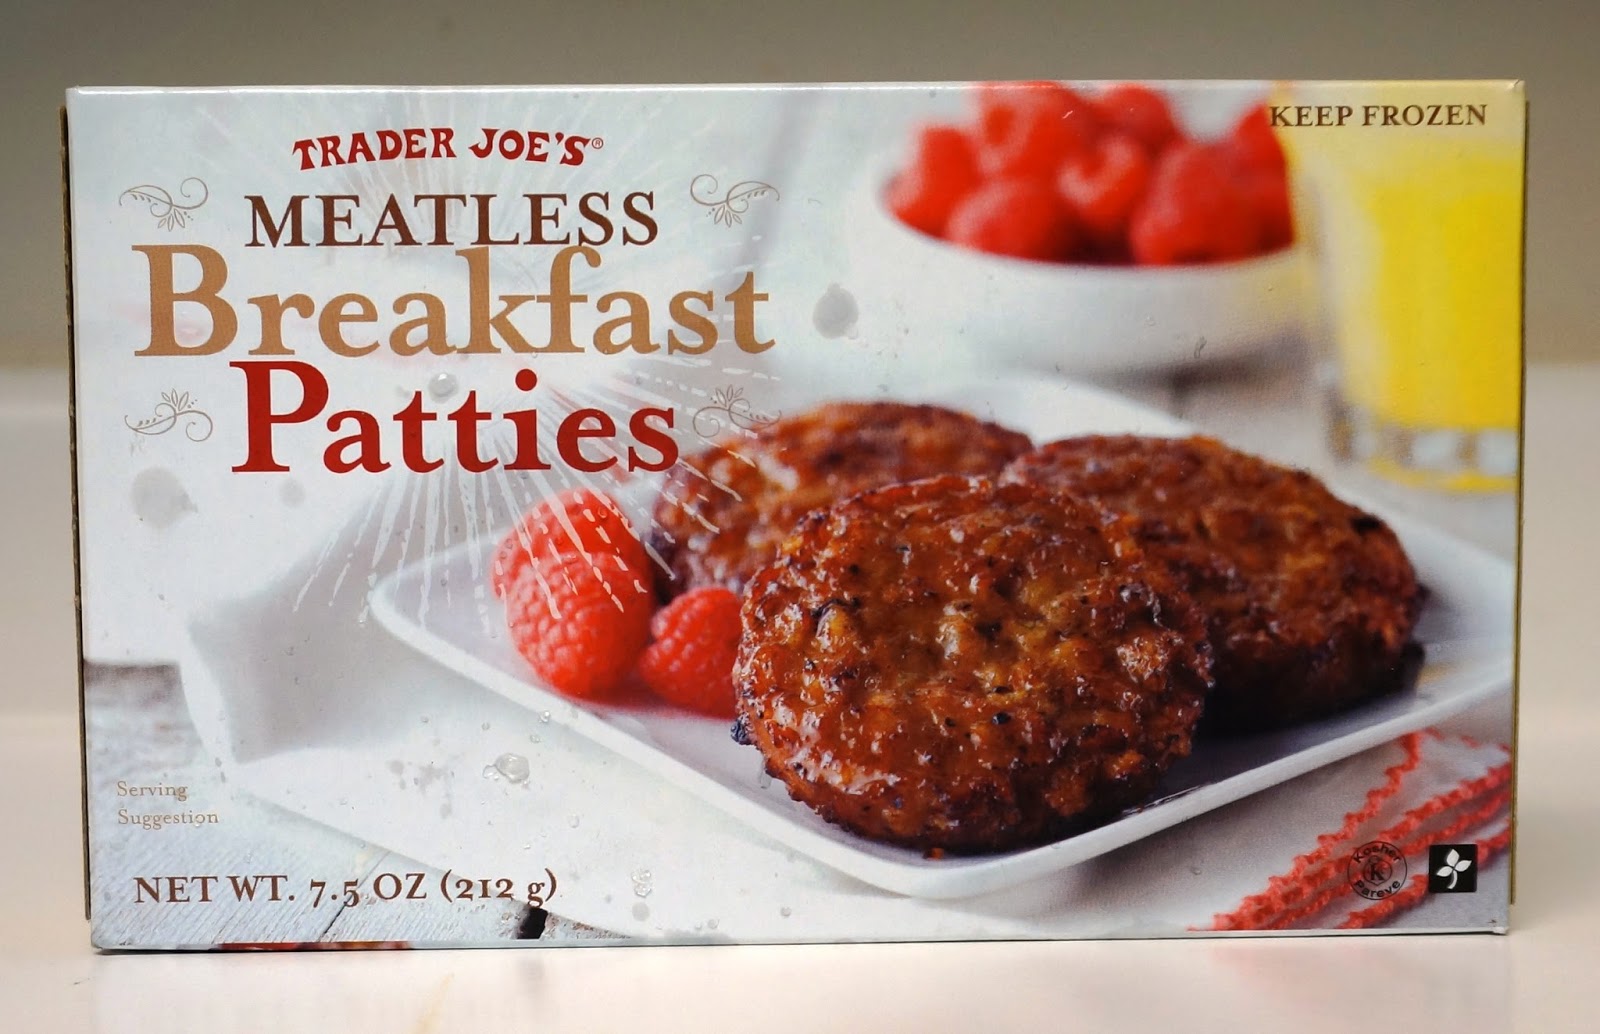 KEEP FROZEN
TRADER JOE'S®
MEATLESS
Breakfast
Patties
Serving
Suggestion
NET WT. 7.5 OZ (212 g)
Kosher
K
Pareve